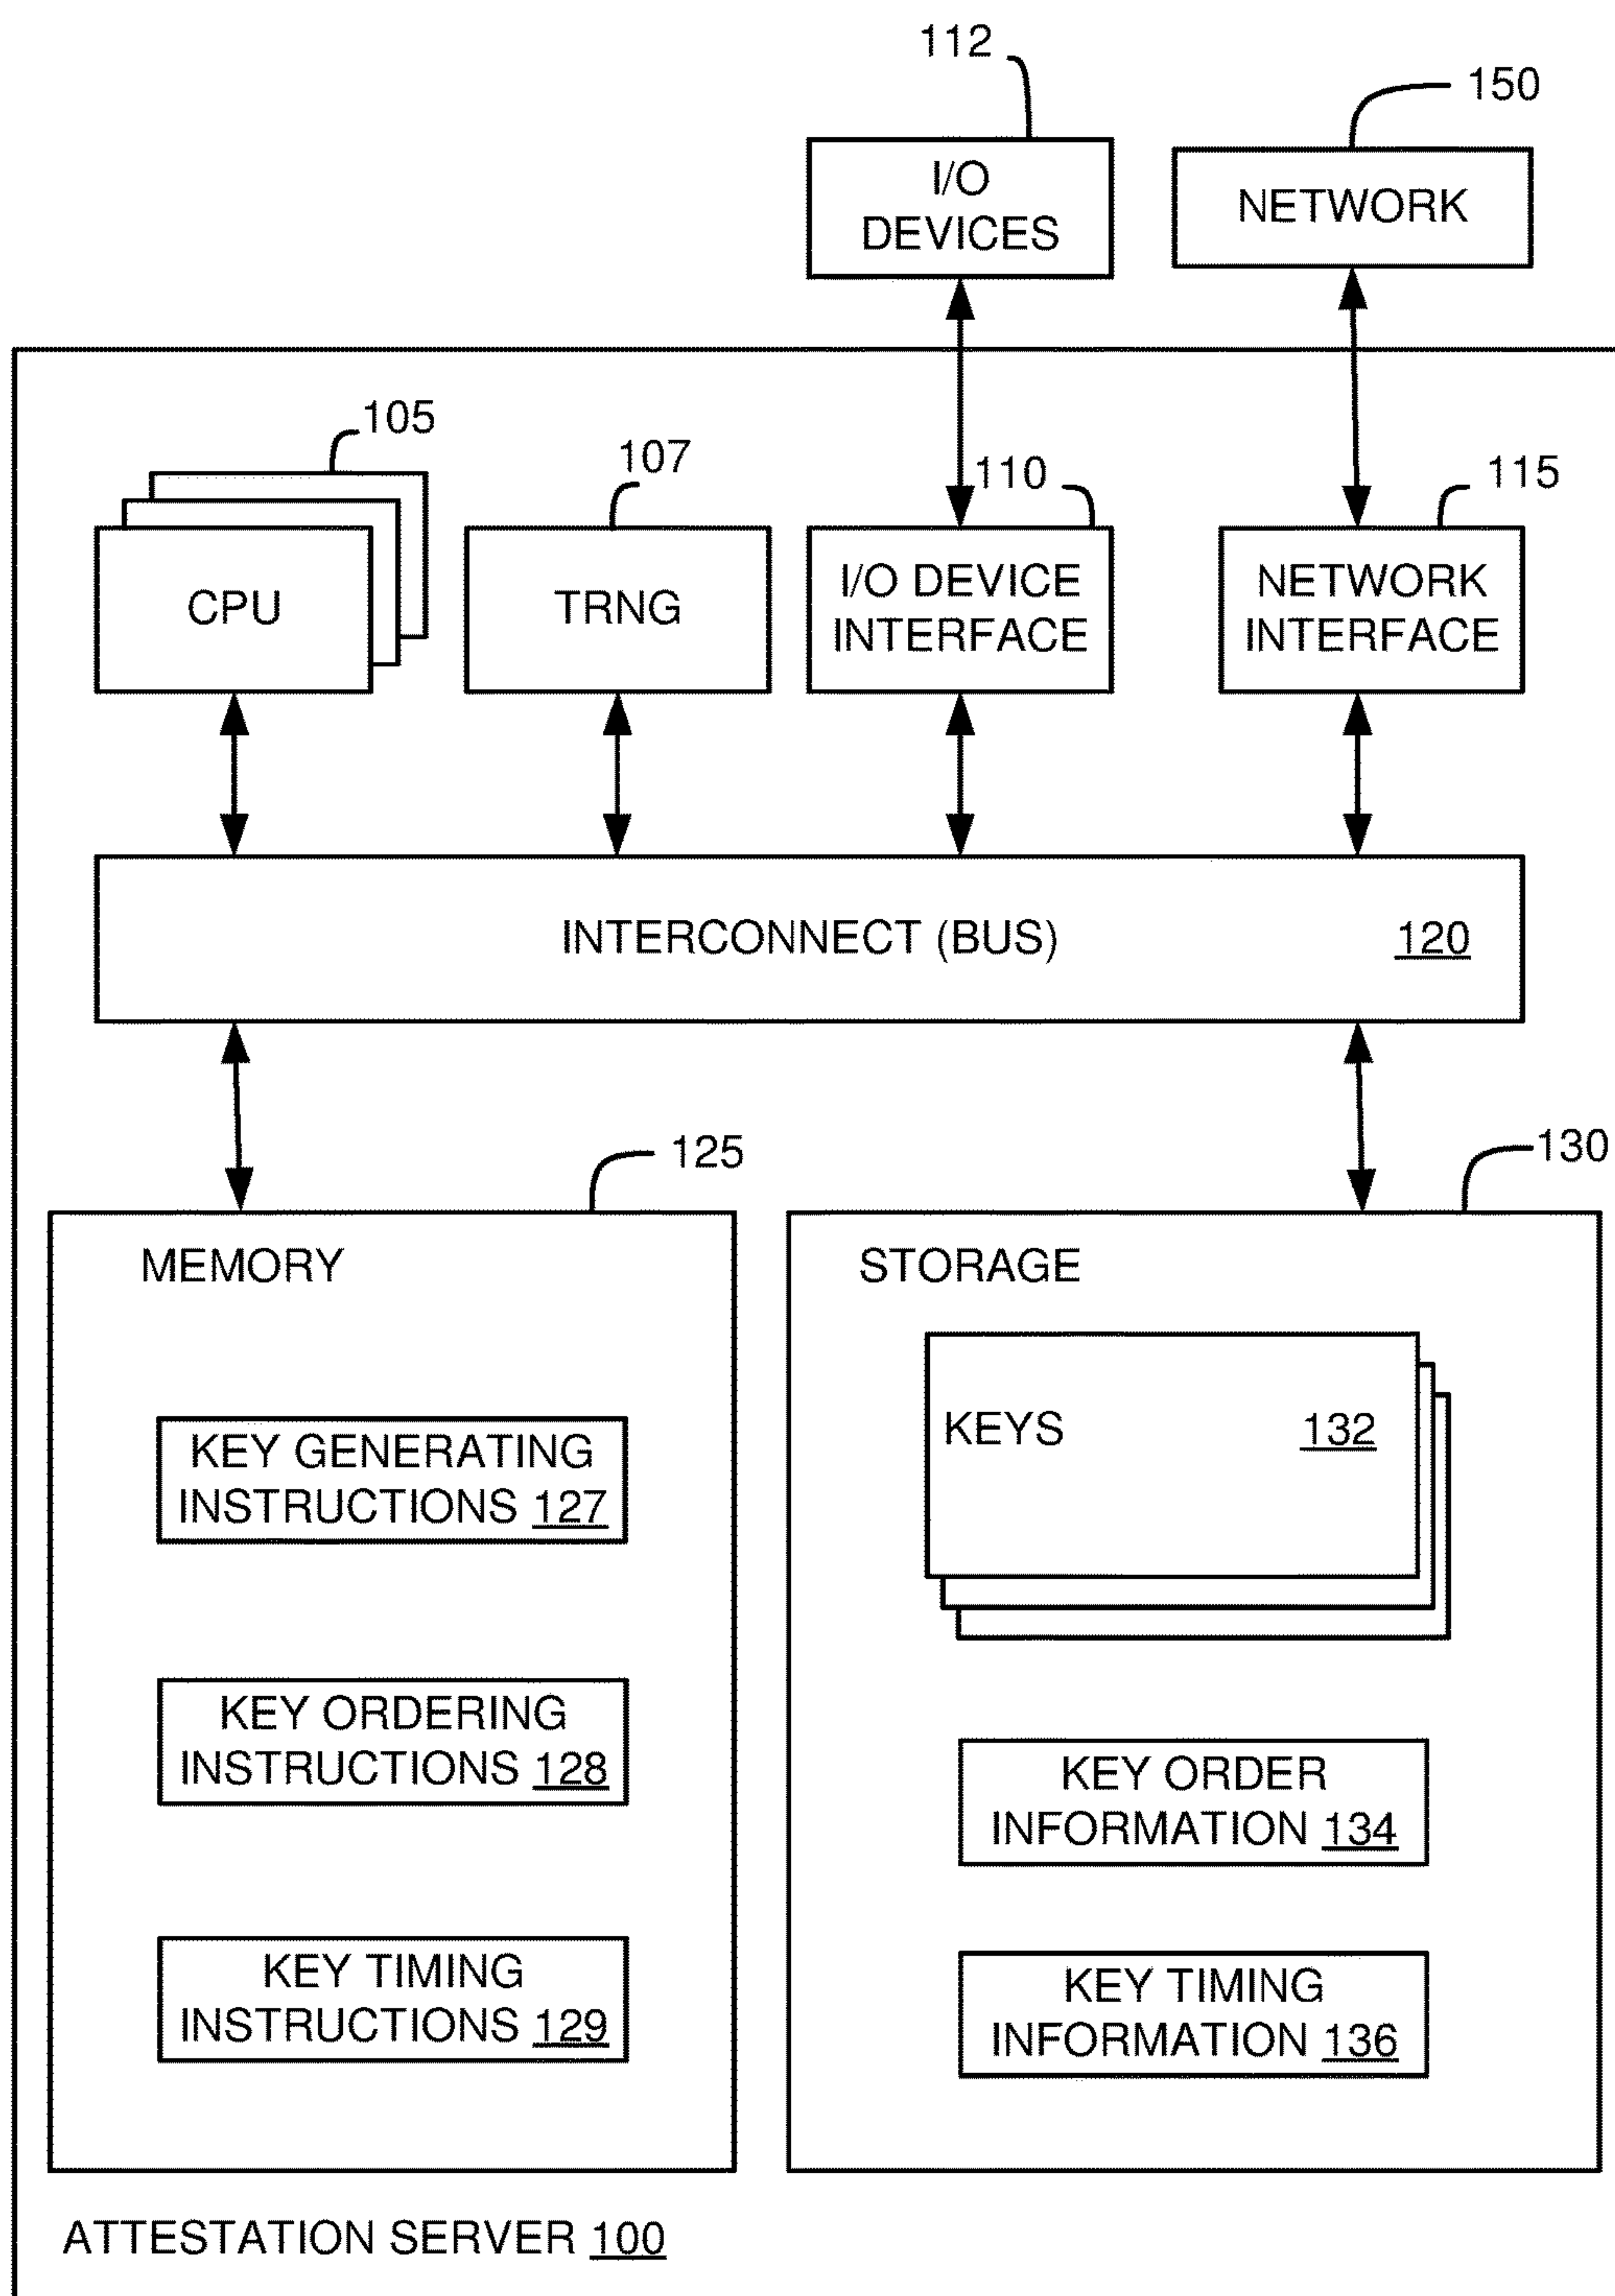 112
150
I/O
DEVICES
NETWORK
105
107
110
115
CPU
TRNG
I/O DEVICE
INTERFACE
NETWORK
INTERFACE
INTERCONNECT (BUS) 120
125
130
MEMORY
STORAGE
KEYS 132
KEY GENERATING
INSTRUCTIONS 127
KEY ORDERING
INSTRUCTIONS 128
KEY ORDER
INFORMATION 134
KEY TIMING
INSTRUCTIONS 129
KEY TIMING
INFORMATION 136
ATTESTATION SERVER 100